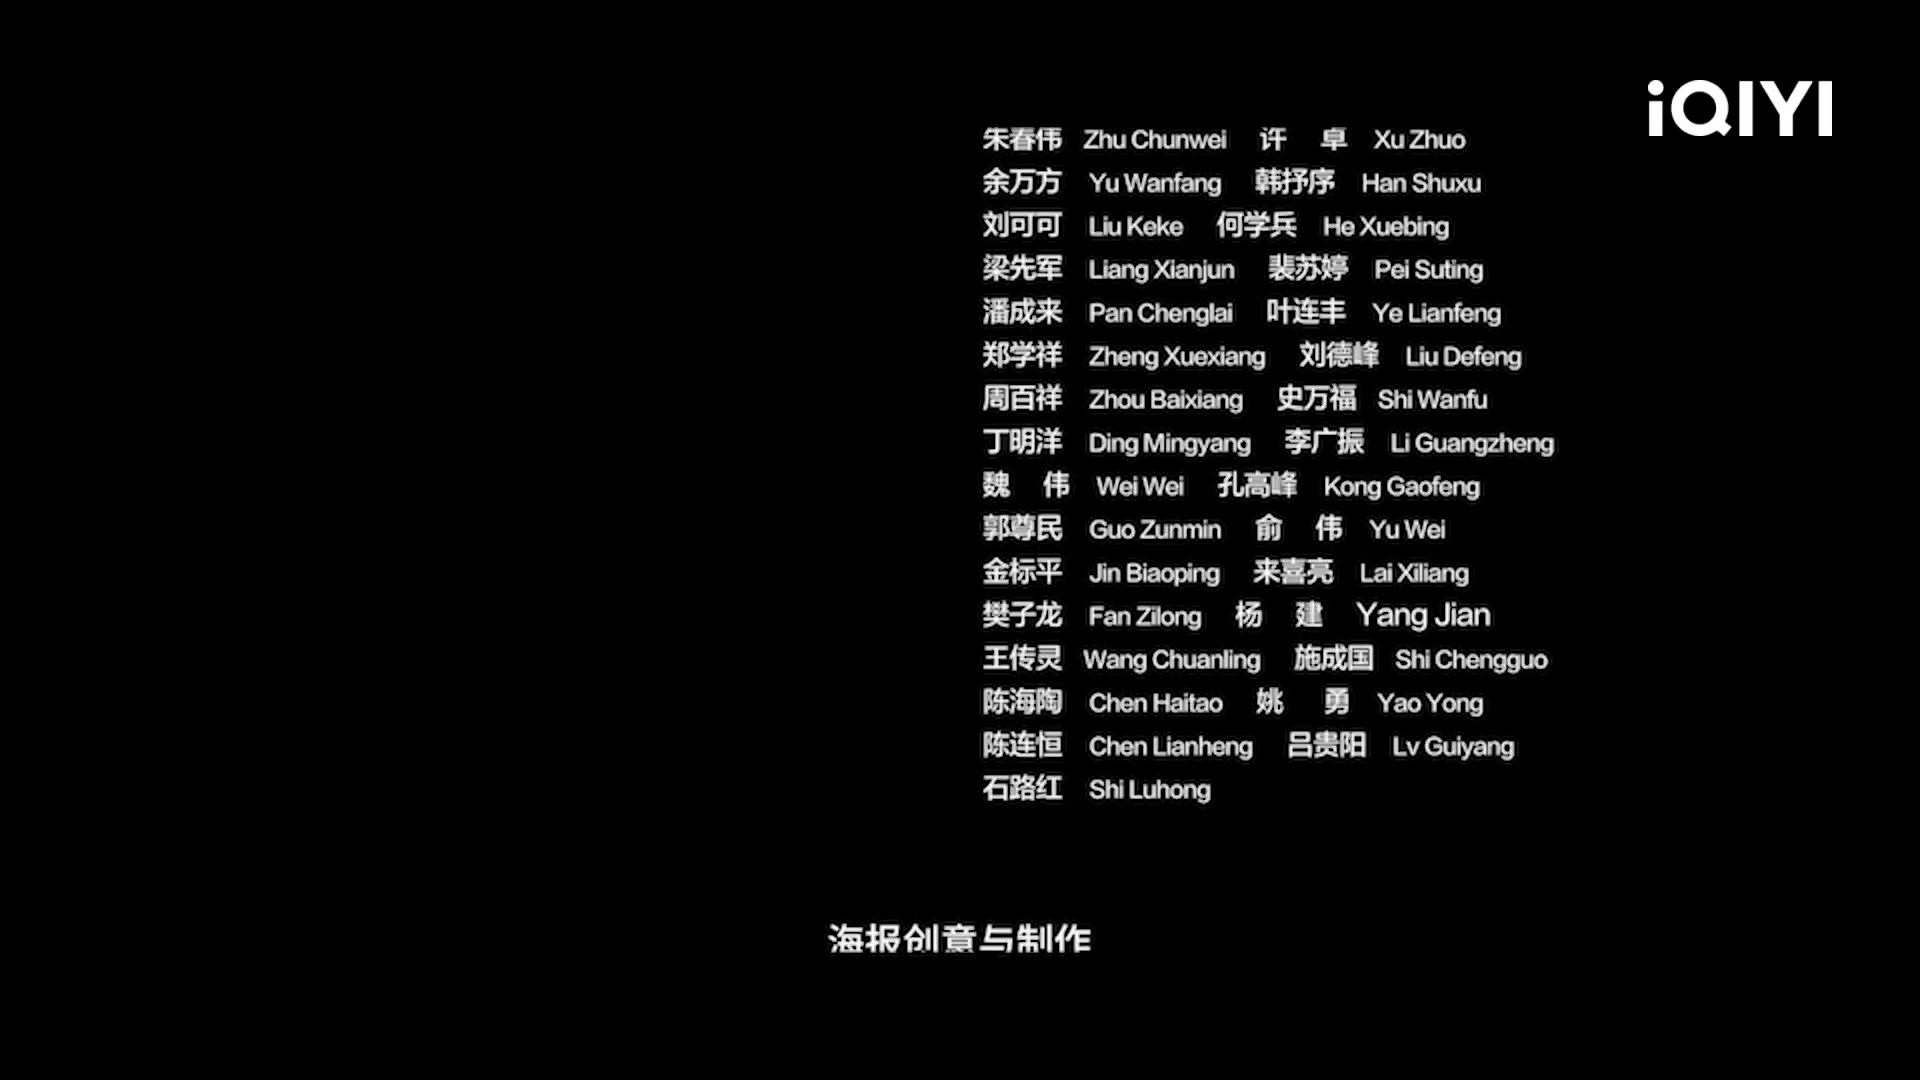 iQIYI
朱春伟 Zhu Chunwei 许 卓 Xu Zhuo
余万方 Yu Wanfang 韩抒序 Han Shuxu
刘可可 Liu Keke 何学兵 He Xuebing
梁先军 Liang Xianjun 裴苏婷 Pei Suting
潘成来 Pan Chenglai 叶连丰 Ye Lianfeng
郑学祥 Zheng Xuexiang 刘德峰 Liu Defeng
周百祥 Zhou Baixiang 史万福 Shi Wanfu
丁明洋 Ding Mingyang 李广振 Li Guangzheng
魏 伟 Wei Wei 孔高峰 Kong Gaofeng
郭尊民 Guo Zunmin 俞 伟 Yu Wei
金标平 Jin Biaoping 来喜亮 Lai Xiliang
樊子龙 Fan Zilong 杨 建 Yang Jian
王传灵 Wang Chuanling 施成国 Shi Chengguo
陈海陶 Chen Haitao 姚 勇 Yao Yong
陈连恒 Chen Lianheng 吕贵阳 Lv Guiyang
石路红 Shi Luhong
海报创意与制作